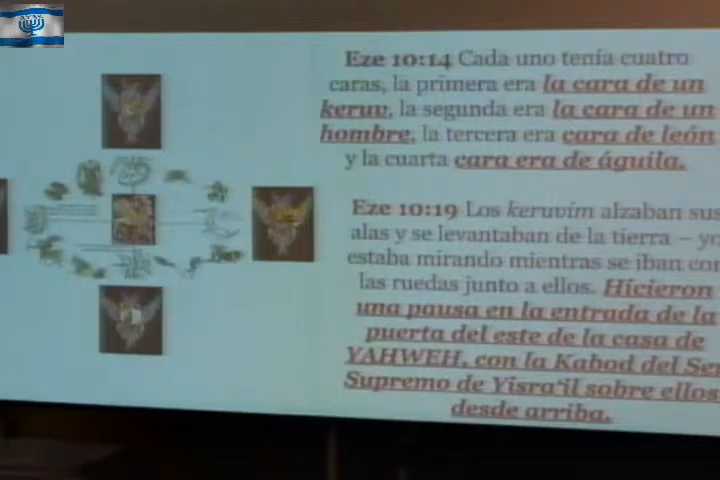 Eze 10:14 Cada uno tenía cuatro
caras, la primera era la cara de un
keruv, la segunda era la cara de un
hombre, la tercera era cara de león
y la cuarta cara era de águila.
Eze 10:19 Los keruvim alzaban sus
alas y se levantaban de la tierra – yo
estaba mirando mientras se iban con
las ruedas junto a ellos. Hicieron
una pausa en la entrada de la
puerta del este de la casa de
YAHWEH, con la Kabod del Ser
Supremo de Yisra'il sobre ellos
desde arriba.